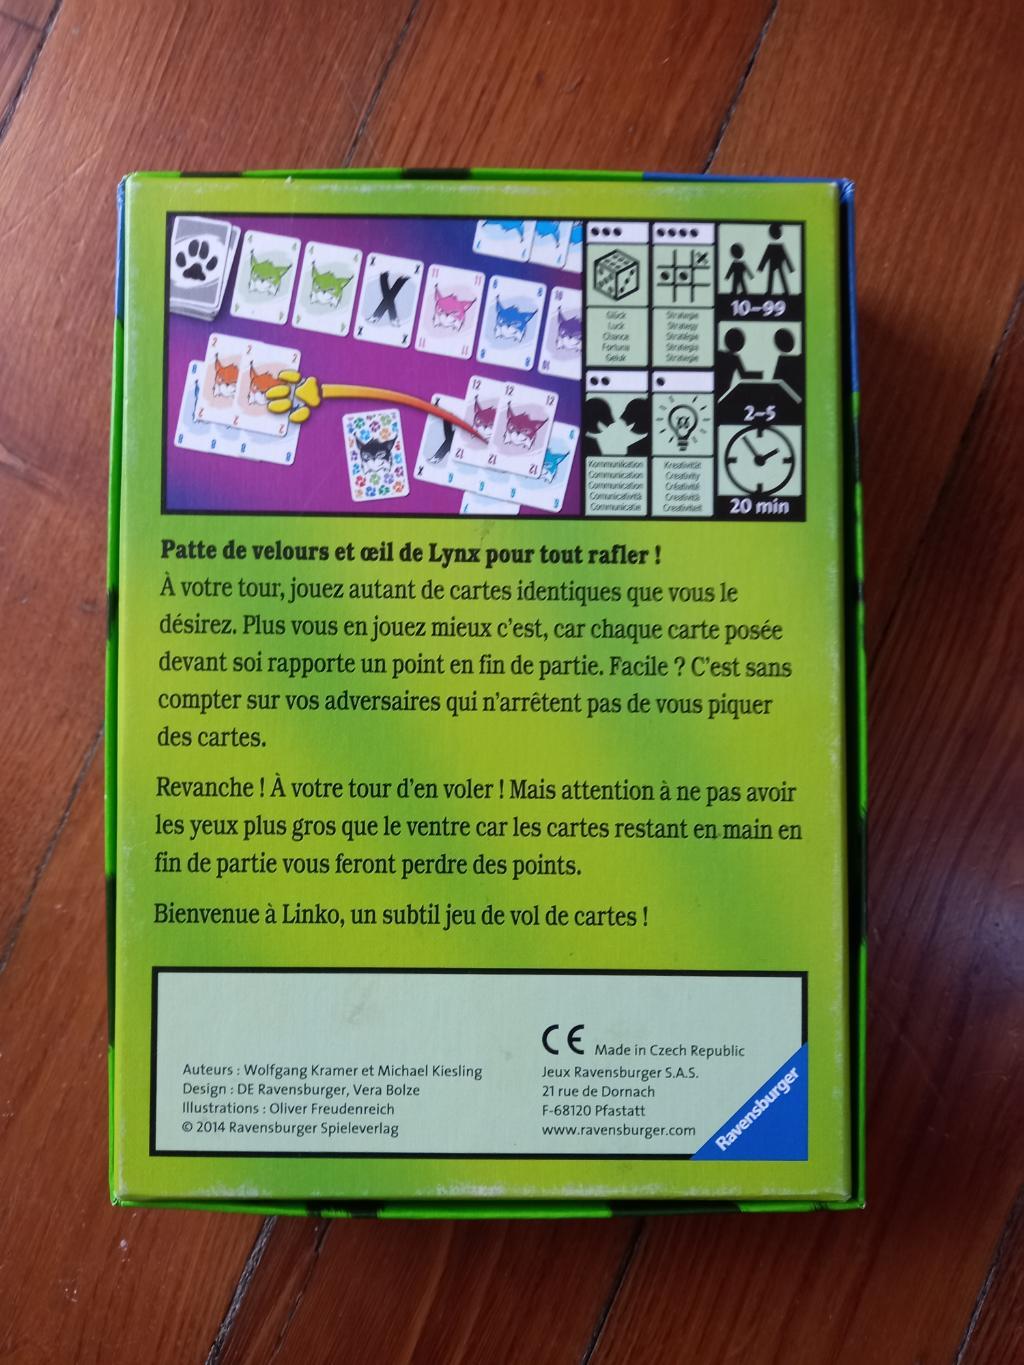 Glück
Luck
Chance
Fortuna
Geluk
Strategie
Strategy
Stratégie
Strategia
Strategie
10-99
Kommunikation
Communication
Communication
Comunicatività
Communicatie
Kreativität
Creativity
Créativité
Creatività
Creativiteit
2-5
20 min
Patte de velours et œil de Lynx pour tout rafler !
À votre tour, jouez autant de cartes identiques que vous le
désirez. Plus vous en jouez mieux c'est, car chaque carte posée
devant soi rapporte un point en fin de partie. Facile ? C'est sans
compter sur vos adversaires qui n'arrêtent pas de vous piquer
des cartes.
Revanche ! À votre tour d'en voler ! Mais attention à ne pas avoir
les yeux plus gros que le ventre car les cartes restant en main en
fin de partie vous feront perdre des points.
Bienvenue à Linko, un subtil jeu de vol de cartes !
Auteurs : Wolfgang Kramer et Michael Kiesling
Design : DE Ravensburger, Vera Bolze
Illustrations : Oliver Freudenreich
© 2014 Ravensburger Spieleverlag
CE Made in Czech Republic
Jeux Ravensburger S.A.S.
21 rue de Dornach
F-68120 Pfastatt
www.ravensburger.com
Ravensburger